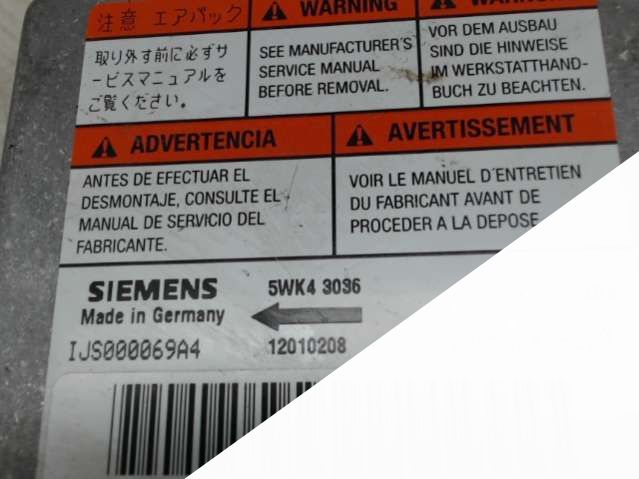 注意 エアバック
取り外す前に必ずサ
ービスマニュアルを
ご覧ください。
WARNING
SEE MANUFACTURER'S
SERVICE MANUAL
BEFORE REMOVAL.
VOR DEM AUSBAU
SIND DIE HINWEISE
IM WERKSTATTHAND-
BUCH ZU BEACHTEN.
ADVERTENCIA
ANTES DE EFECTUAR EL
DESMONTAJE, CONSULTE EL
MANUAL DE SERVICIO DEL
FABRICANTE.
AVERTISSEMENT
VOIR LE MANUEL D'ENTRETIEN
DU FABRICANT AVANT DE
PROCEDER A LA DEPOSE
SIEMENS
Made in Germany
5WK4 3036
IJS000069A4
12010208